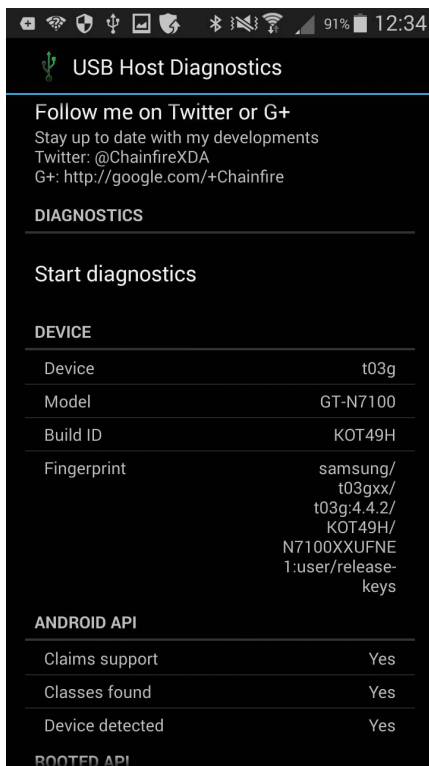 91% 12:34
USB Host Diagnostics
Follow me on Twitter or G+
Stay up to date with my developments
Twitter: @ChainfireXDA
G+: http://google.com/+Chainfire
DIAGNOSTICS
Start diagnostics
DEVICE
Device t03g
Model GT-N7100
Build ID KOT49H
Fingerprint samsung/
t03gxx/
t03g:4.4.2/
KOT49H/
N7100XXUFNE
1:user/release-
keys
ANDROID API
Claims support Yes
Classes found Yes
Device detected Yes
ROOTED API